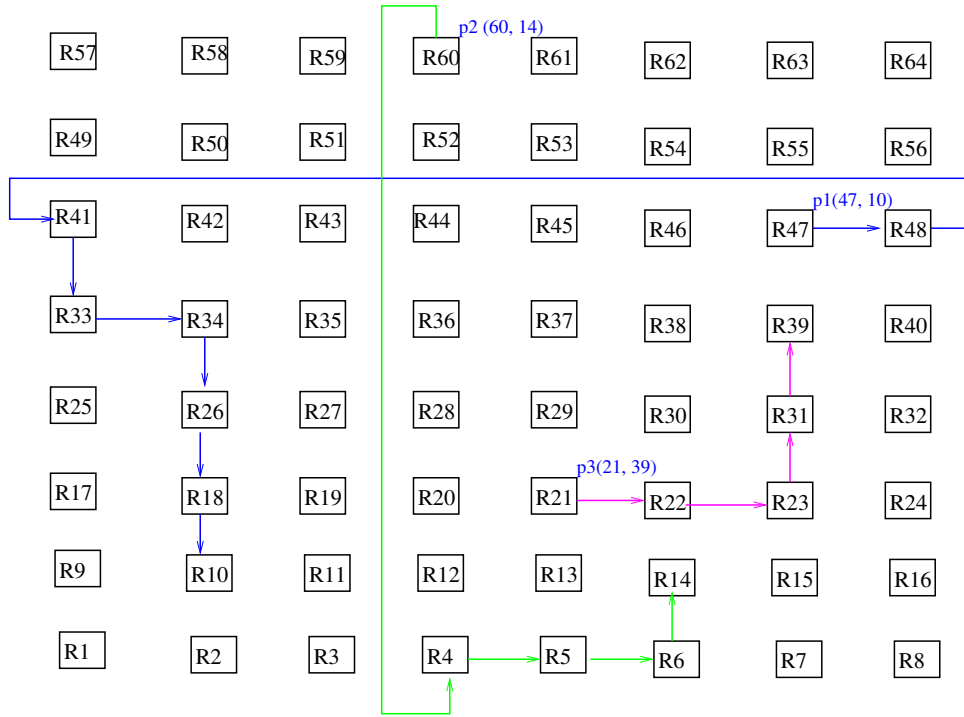 p2 (60, 14)
R57 R58 R59 R60 R61 R62 R63 R64
R49 R50 R51 R52 R53 R54 R55 R56
p1(47, 10)
R41 R42 R43 R44 R45 R46 R47 R48
R33 R34 R35 R36 R37 R38 R39 R40
R25 R26 R27 R28 R29 R30 R31 R32
p3(21, 39)
R17 R18 R19 R20 R21 R22 R23 R24
R9 R10 R11 R12 R13 R14 R15 R16
R1 R2 R3 R4 R5 R6 R7 R8